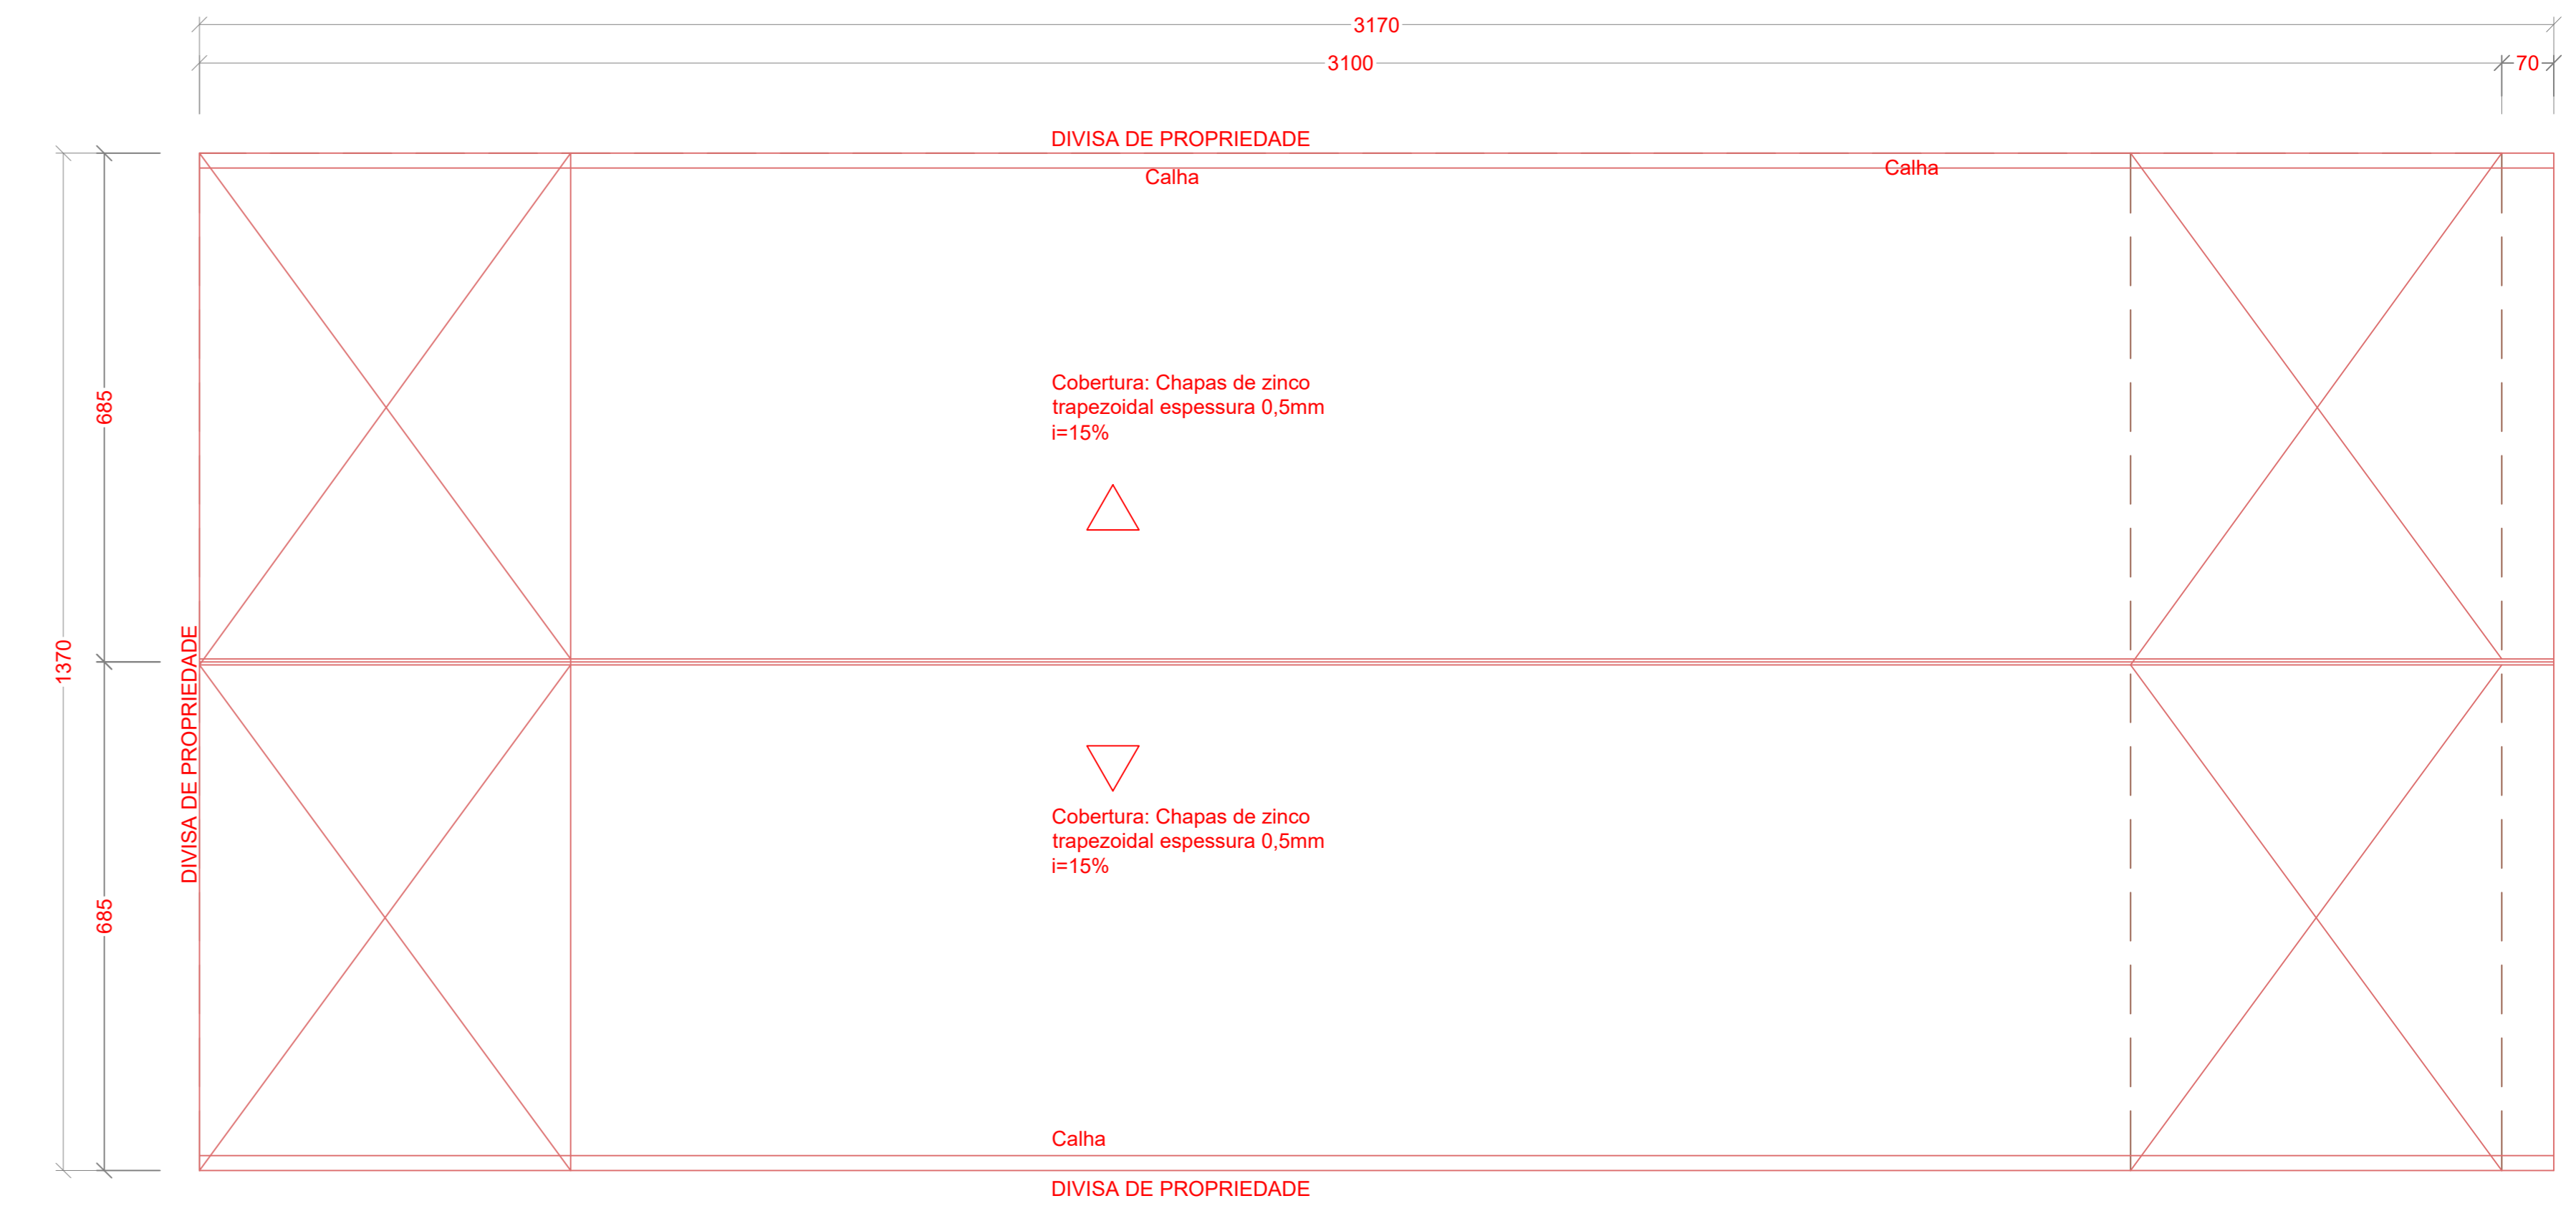 3170
3100
70
DIVISA DE PROPRIEDADE
Calha
Calha
685
Cobertura: Chapas de zinco
trapezoidal espessura 0,5mm
i=15%
1370
DIVISA DE PROPRIEDADE
Cobertura: Chapas de zinco
trapezoidal espessura 0,5mm
i=15%
685
Calha
DIVISA DE PROPRIEDADE